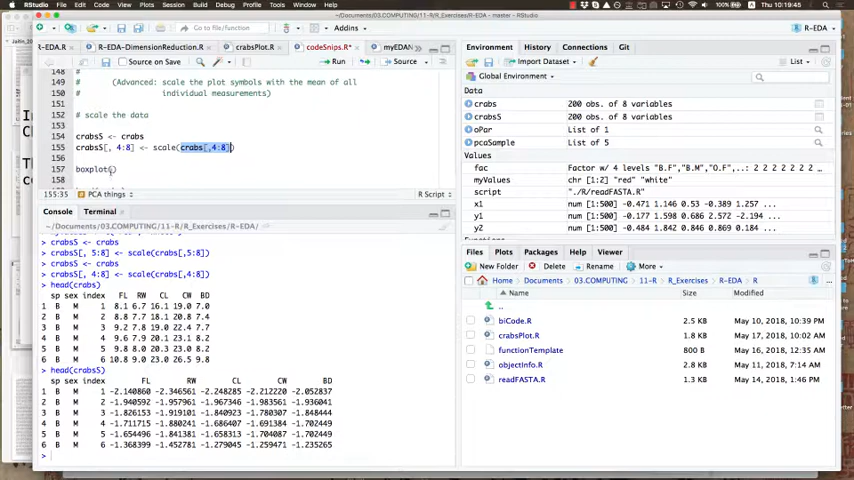 RStudio File Edit Code View Plots Session Build Debug Profile Tools Window Help 100% Thu 10:19:45
~/Documents/03.COMPUTING/11-R/R_Exercises/R-EDA - master - RStudio
Go to file/function Addins R-EDA
R-EDA.R R-EDA-DimensionReduction.R crabsPlot.R codeSnips.R* myEDAN
Source on Save Run Source
148 #
149 # (Advanced: scale the plot symbols with the mean of all
150 # individual measurements)
151
152 # scale the data
153
154 crabsS <- crabs
155 crabsS[, 4:8] <- scale(crabs[,4:8])
156
157 boxplot()
158
155:35 PCA things R Script
Console Terminal
~/Documents/03.COMPUTING/11-R/R_Exercises/R-EDA/
> crabsS <- crabs
> crabsS[, 5:8] <- scale(crabs[,5:8])
> crabsS <- crabs
> crabsS[, 4:8] <- scale(crabs[,4:8])
> head(crabs)
sp sex index FL RW CL CW BD
1 B M 1 8.1 6.7 16.1 19.0 7.0
2 B M 2 8.8 7.7 18.1 20.8 7.4
3 B M 3 9.2 7.8 19.0 22.4 7.7
4 B M 4 9.6 7.9 20.1 23.1 8.2
5 B M 5 9.8 8.0 20.3 23.0 8.2
6 B M 6 10.8 9.0 23.0 26.5 9.8
> head(crabsS)
sp sex index FL RW CL CW BD
1 B M 1 -2.140860 -2.346561 -2.248285 -2.212220 -2.052837
2 B M 2 -1.940592 -1.957961 -1.967346 -1.983561 -1.936041
3 B M 3 -1.826153 -1.919101 -1.840923 -1.780307 -1.848444
4 B M 4 -1.711715 -1.880241 -1.686407 -1.691384 -1.702449
5 B M 5 -1.654496 -1.841381 -1.658313 -1.704087 -1.702449
6 B M 6 -1.368399 -1.452781 -1.279045 -1.259471 -1.235265
>
Environment History Connections Git
Import Dataset List
Global Environment
Data
crabs 200 obs. of 8 variables
crabsS 200 obs. of 8 variables
oPar List of 1
pcaSample List of 5
Values
fac Factor w/ 4 levels "B.F","B.M","O.F",..: 2 2 2 2 2 2 ...
myValues chr [1:2] "red" "white"
script "./R/readFASTA.R"
x1 num [1:500] -0.471 1.146 0.53 -0.389 1.257 ...
y1 num [1:500] -0.177 1.598 0.686 2.572 -2.194 ...
y2 num [1:500] -0.484 1.842 0.846 0.869 0.184 ...
Functions
Files Plots Packages Help Viewer
New Folder Delete Rename More
Home Documents 03.COMPUTING 11-R R_Exercises R-EDA R
Name Size Modified
..
biCode.R 2.5 KB May 10, 2018, 10:39 PM
crabsPlot.R 1.8 KB May 17, 2018, 10:02 AM
functionTemplate 800 B May 16, 2018, 12:35 AM
objectInfo.R 2.8 KB May 11, 2018, 7:14 AM
readFASTA.R 1.3 KB May 14, 2018, 1:46 PM